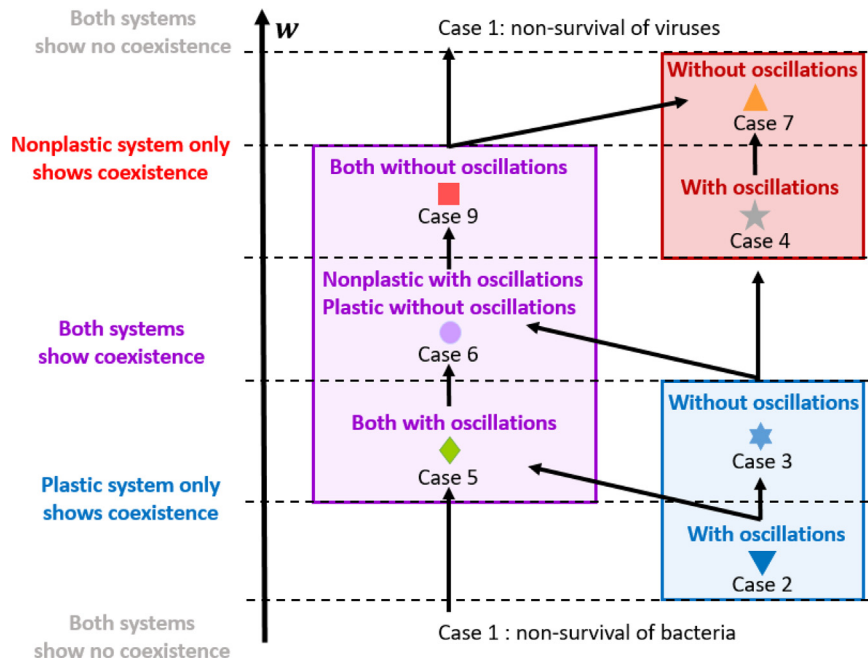 Both systems
show no coexistence
w
Case 1: non-survival of viruses
Without oscillations
Case 7
Nonplastic system only
shows coexistence
Both without oscillations
Case 9
With oscillations
Case 4
Nonplastic with oscillations
Plastic without oscillations
Case 6
Both systems
show coexistence
Without oscillations
Case 3
Both with oscillations
Case 5
Plastic system only
shows coexistence
With oscillations
Case 2
Both systems
show no coexistence
Case 1 : non-survival of bacteria